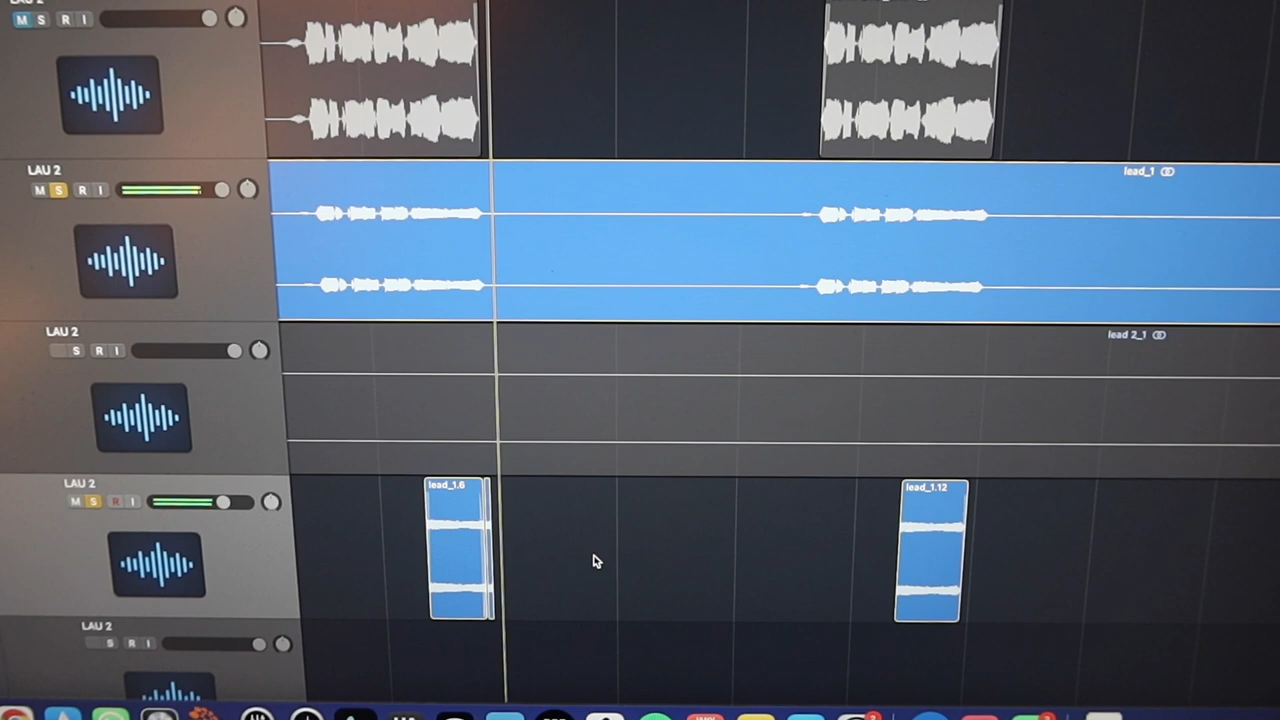 LAU 2
M S R I
LAU 2
M S R I
lead_1
LAU 2
S R I
lead 2_1
LAU 2
M S R I
lead_1.6
lead_1.12
LAU 2
S R I